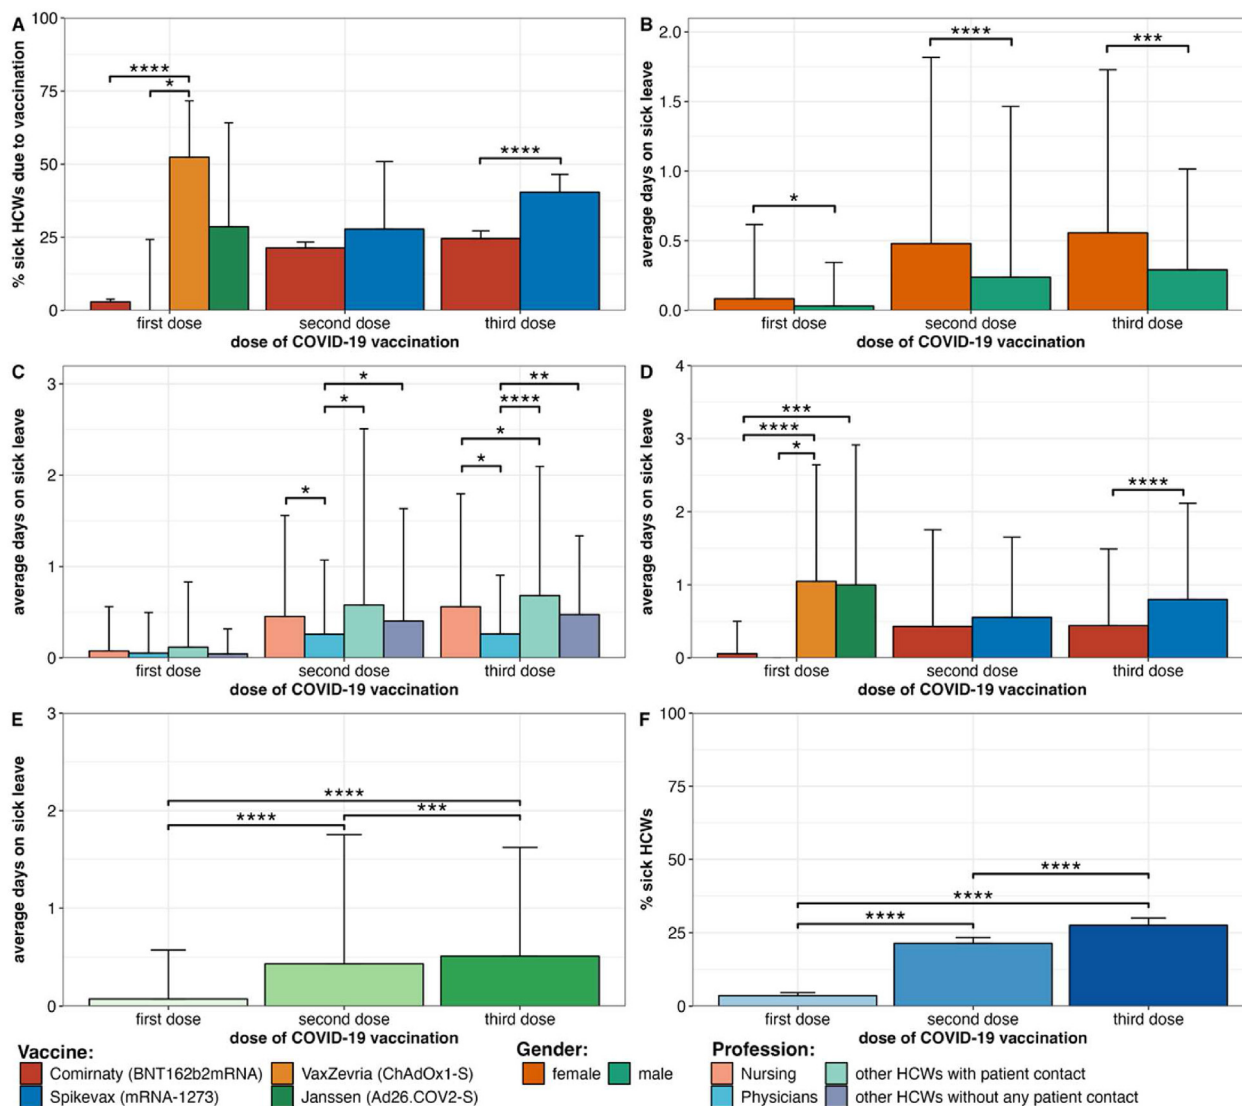 A
% sick HCWs due to vaccination
100
75
50
25
0
****
*
****
first dose
second dose
third dose
dose of COVID-19 vaccination
B
average days on sick leave
2.0
1.5
1.0
0.5
0.0
*
****
***
first dose
second dose
third dose
dose of COVID-19 vaccination
C
average days on sick leave
3
2
1
0
*
*
*
**
****
*
*
first dose
second dose
third dose
dose of COVID-19 vaccination
D
average days on sick leave
4
3
2
1
0
***
****
*
****
first dose
second dose
third dose
dose of COVID-19 vaccination
E
average days on sick leave
3
2
1
0
****
****
***
first dose
second dose
third dose
dose of COVID-19 vaccination
F
% sick HCWs
100
75
50
25
0
****
****
****
first dose
second dose
third dose
dose of COVID-19 vaccination
Vaccine:
Comirnaty (BNT162b2mRNA)
VaxZevria (ChAdOx1-S)
Spikevax (mRNA-1273)
Janssen (Ad26.COV2-S)
Gender:
female
male
Profession:
Nursing
other HCWs with patient contact
Physicians
other HCWs without any patient contact